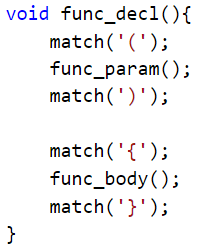 void func_decl(){
    match('(');
    func_param();
    match(')');

    match('{');
    func_body();
    match('}');
}